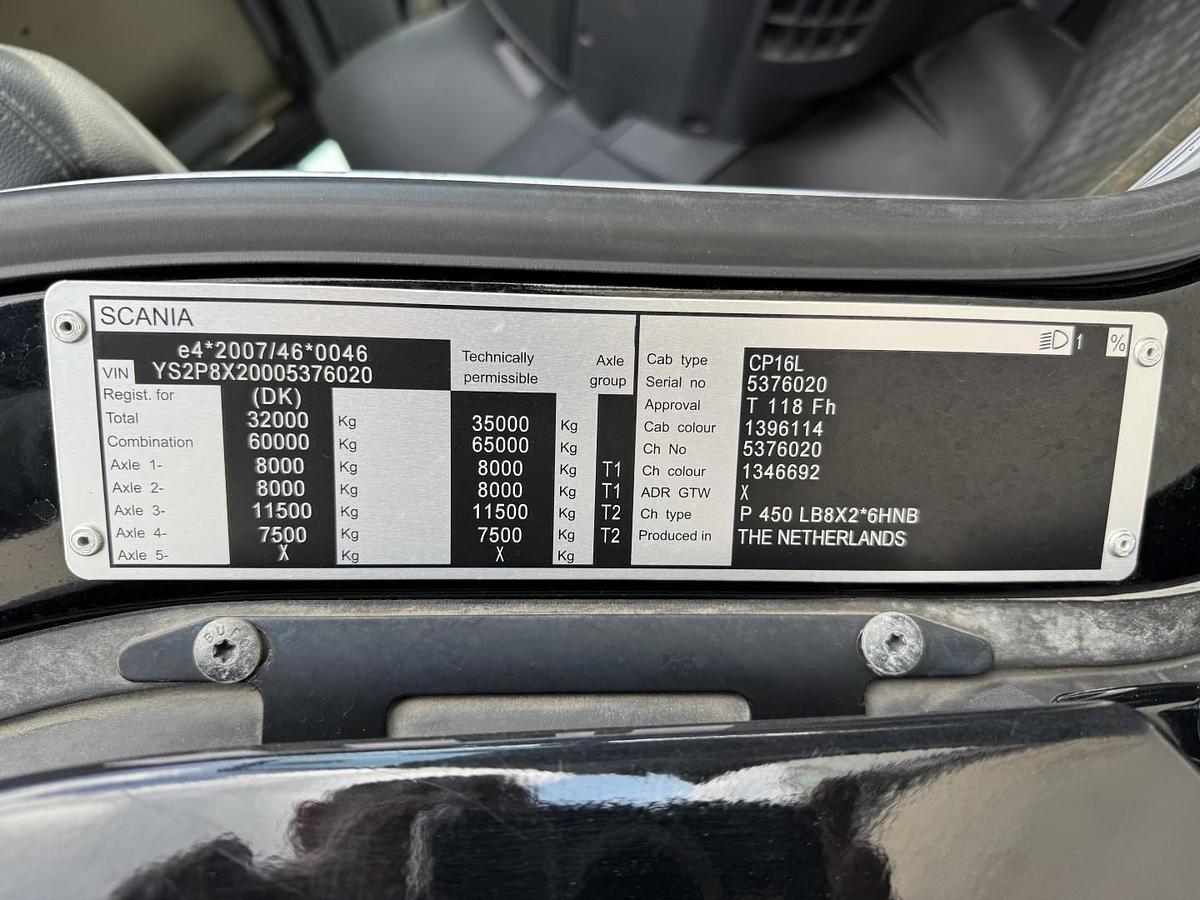 SCANIA
e4*2007/46*0046
VIN YS2P8X20005376020
Technically permissible
Axle group
Regist. for (DK)
Total 32000 Kg 35000 Kg
Combination 60000 Kg 65000 Kg
Axle 1- 8000 Kg 8000 Kg T1
Axle 2- 8000 Kg 8000 Kg T1
Axle 3- 11500 Kg 11500 Kg T2
Axle 4- 7500 Kg 7500 Kg T2
Axle 5- X Kg X Kg
1 %
Cab type CP16L
Serial no 5376020
Approval T 118 Fh
Cab colour 1396114
Ch No 5376020
Ch colour 1346692
ADR GTW X
Ch type P 450 LB8X2*6HNB
Produced in THE NETHERLANDS